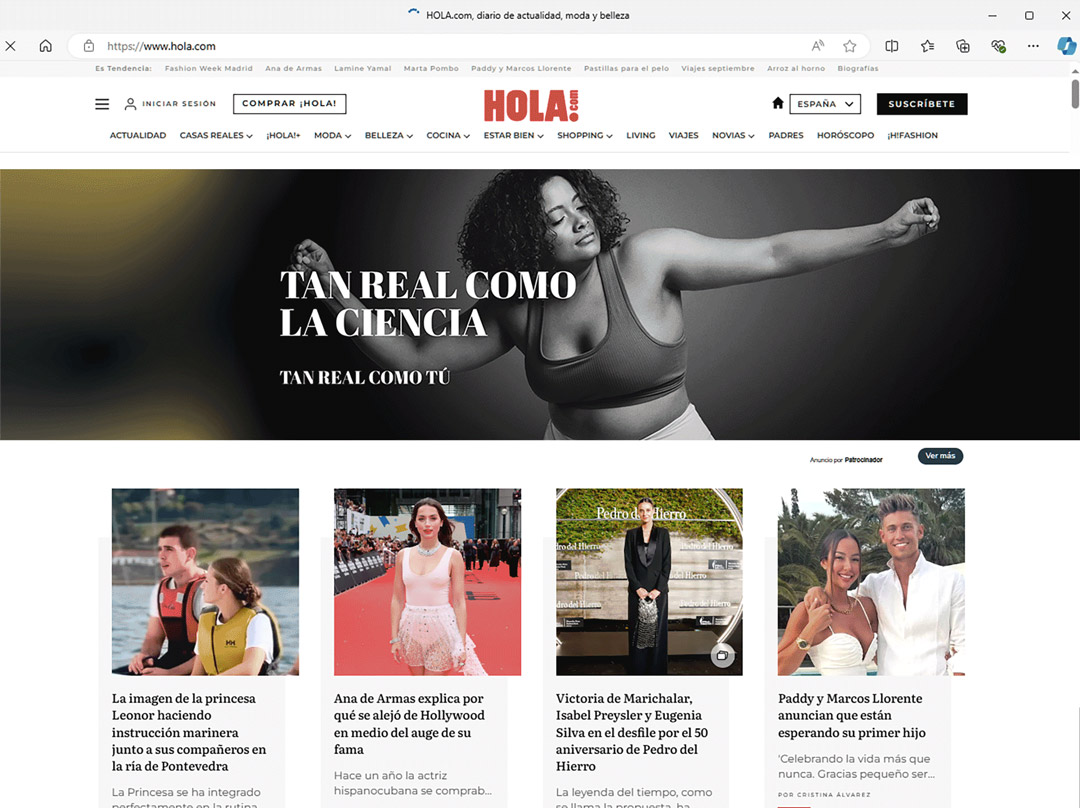 HOLA.com, diario de actualidad, moda y belleza
https://www.hola.com
Es Tendencia: Fashion Week Madrid Ana de Armas Lamine Yamal Marta Pombo Paddy y Marcos Llorente Pastillas para el pelo Viajes septiembre Arroz al horno Biografías
INICIAR SESIÓN COMPRAR ¡HOLA! HOLA!.com ESPAÑA SUSCRÍBETE
ACTUALIDAD CASAS REALES ¡HOLA!+ MODA BELLEZA COCINA ESTAR BIEN SHOPPING LIVING VIAJES NOVIAS PADRES HORÓSCOPO ¡H!FASHION
TAN REAL COMO
LA CIENCIA
TAN REAL COMO TÚ
Anuncio por Patrocinador Ver más
Pedro del Hierro
La imagen de la princesa
Leonor haciendo
instrucción marinera
junto a sus compañeros en
la ría de Pontevedra
La Princesa se ha integrado
perfectamente en la rutina
Ana de Armas explica por
qué se alejó de Hollywood
en medio del auge de su
fama
Hace un año la actriz
hispanocubana se comprab...
Victoria de Marichalar,
Isabel Preysler y Eugenia
Silva en el desfile por el 50
aniversario de Pedro del
Hierro
La leyenda del tiempo, como
se llama la propuesta, ha
Paddy y Marcos Llorente
anuncian que están
esperando su primer hijo
'Celebrando la vida más que
nunca. Gracias pequeño ser...
POR CRISTINA ÁLVAREZ